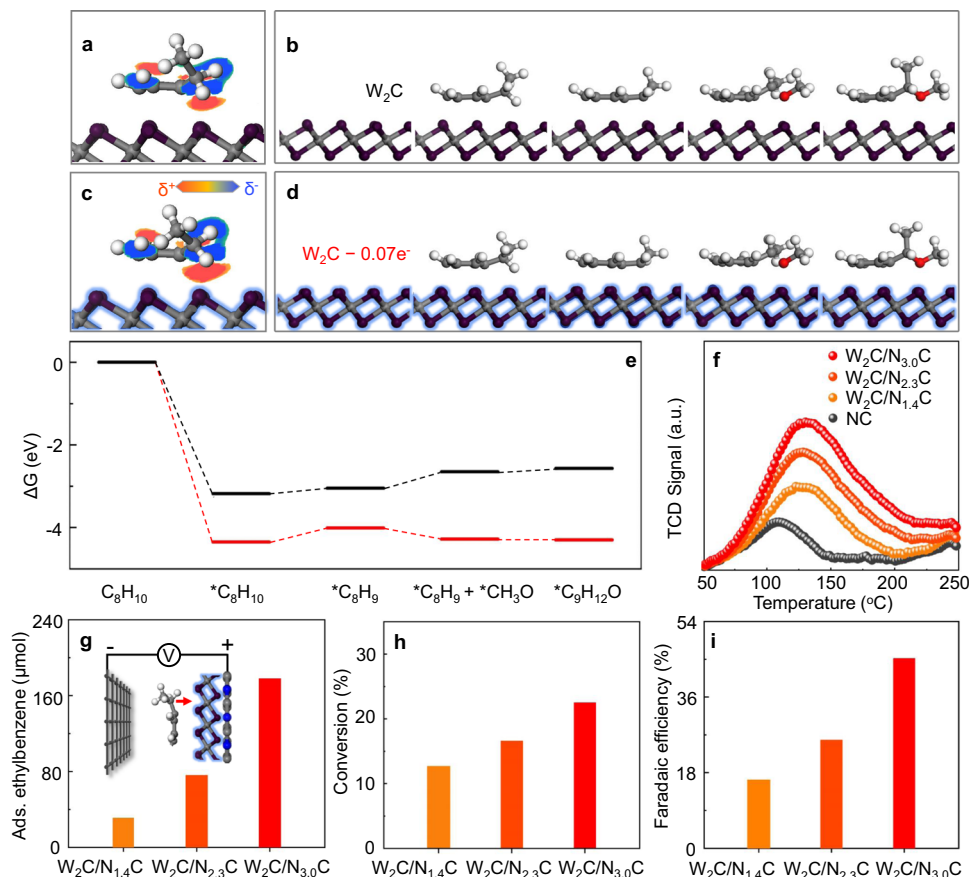 a
b
W₂C
c
δ⁺ δ⁻
d
W₂C − 0.07e⁻
e
ΔG (eV)
0
-2
-4
C₈H₁₀
*C₈H₁₀
*C₈H₉
*C₈H₉ + *CH₃O
*C₉H₁₂O
f
TCD Signal (a.u.)
W₂C/N₃.₀C
W₂C/N₂.₃C
W₂C/N₁.₄C
NC
50 100 150 200 250
Temperature (°C)
g
Ads. ethylbenzene (μmol)
240
160
80
0
- V +
W₂C/N₁.₄C W₂C/N₂.₃C W₂C/N₃.₀C
h
Conversion (%)
30
20
10
0
W₂C/N₁.₄C W₂C/N₂.₃C W₂C/N₃.₀C
i
Faradaic efficiency (%)
54
36
18
0
W₂C/N₁.₄C W₂C/N₂.₃C W₂C/N₃.₀C